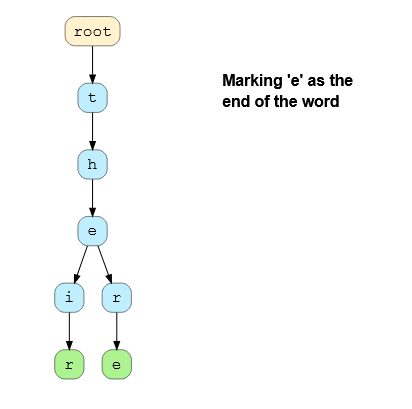 root
t
Marking 'e' as the
end of the word
h
e
i r
r e